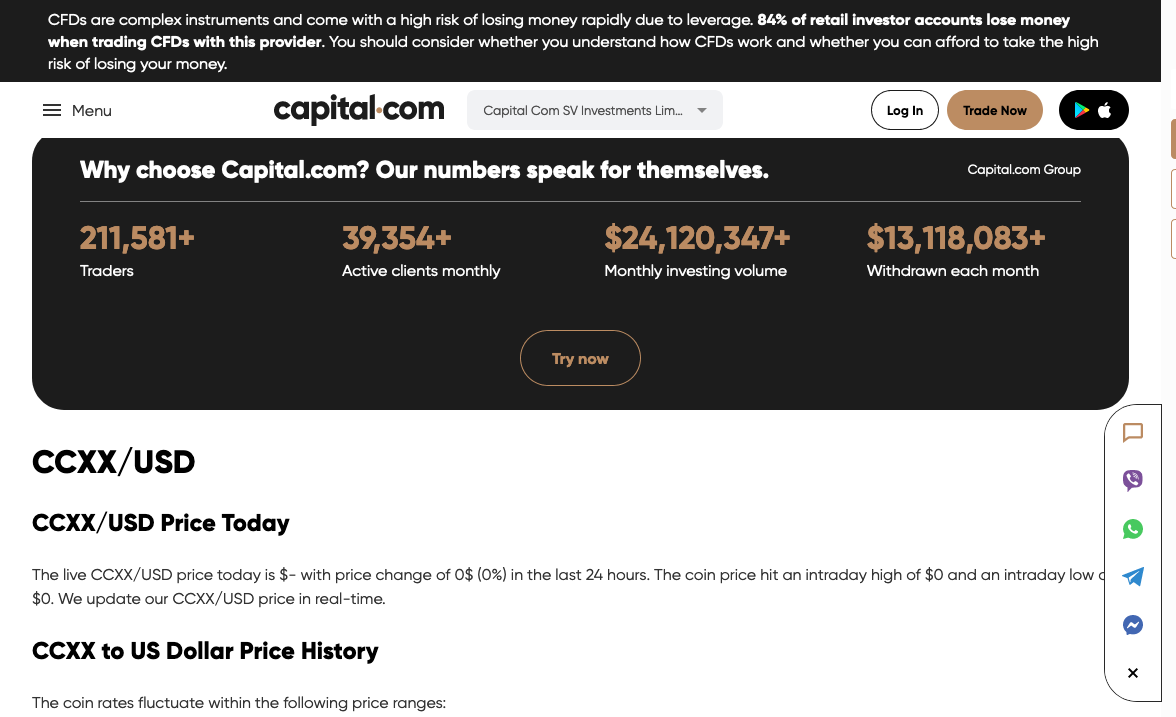 CFDs are complex instruments and come with a high risk of losing money rapidly due to leverage. 84% of retail investor accounts lose money
when trading CFDs with this provider. You should consider whether you understand how CFDs work and whether you can afford to take the high
risk of losing your money.
Menu
capital.com
Capital Com SV Investments Lim...
Log In
Trade Now
Why choose Capital.com? Our numbers speak for themselves.
Capital.com Group
211,581+
39,354+
$24,120,347+
$13,118,083+
Traders
Active clients monthly
Monthly investing volume
Withdrawn each month
Try now
CCXX/USD
CCXX/USD Price Today
The live CCXX/USD price today is $- with price change of 0$ (0%) in the last 24 hours. The coin price hit an intraday high of $0 and an intraday low
$0. We update our CCXX/USD price in real-time.
CCXX to US Dollar Price History
The coin rates fluctuate within the following price ranges: